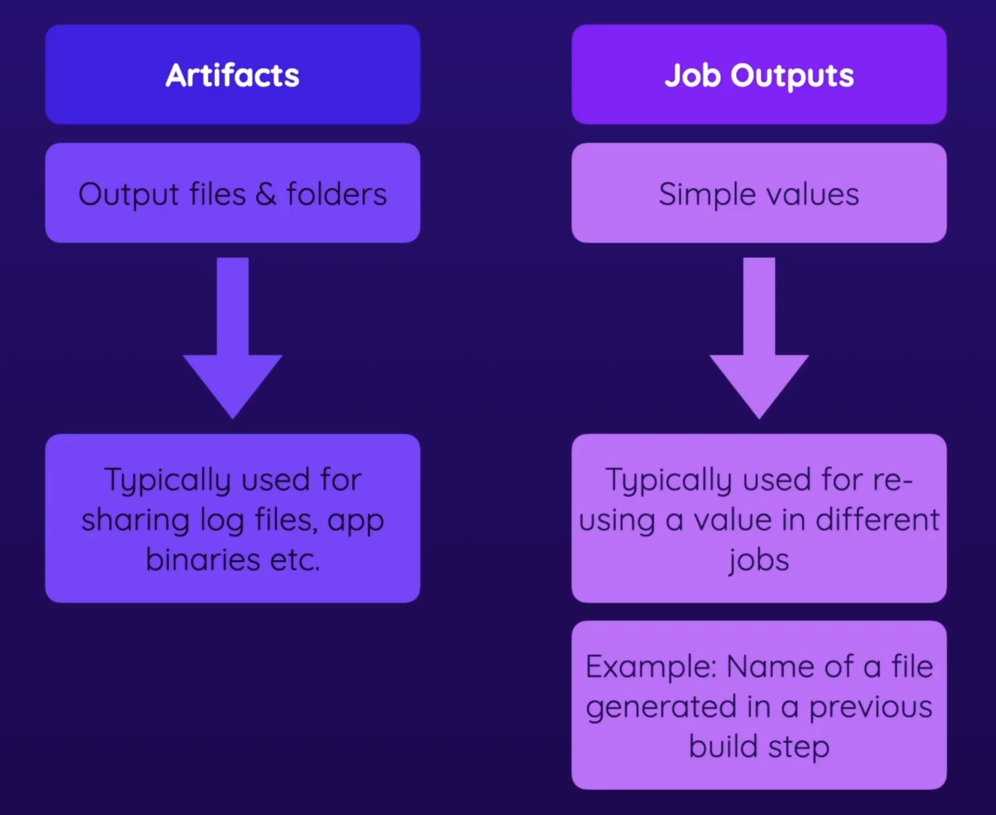 Artifacts
Output files & folders
Typically used for
sharing log files, app
binaries etc.
Job Outputs
Simple values
Typically used for re-
using a value in different
jobs
Example: Name of a file
generated in a previous
build step